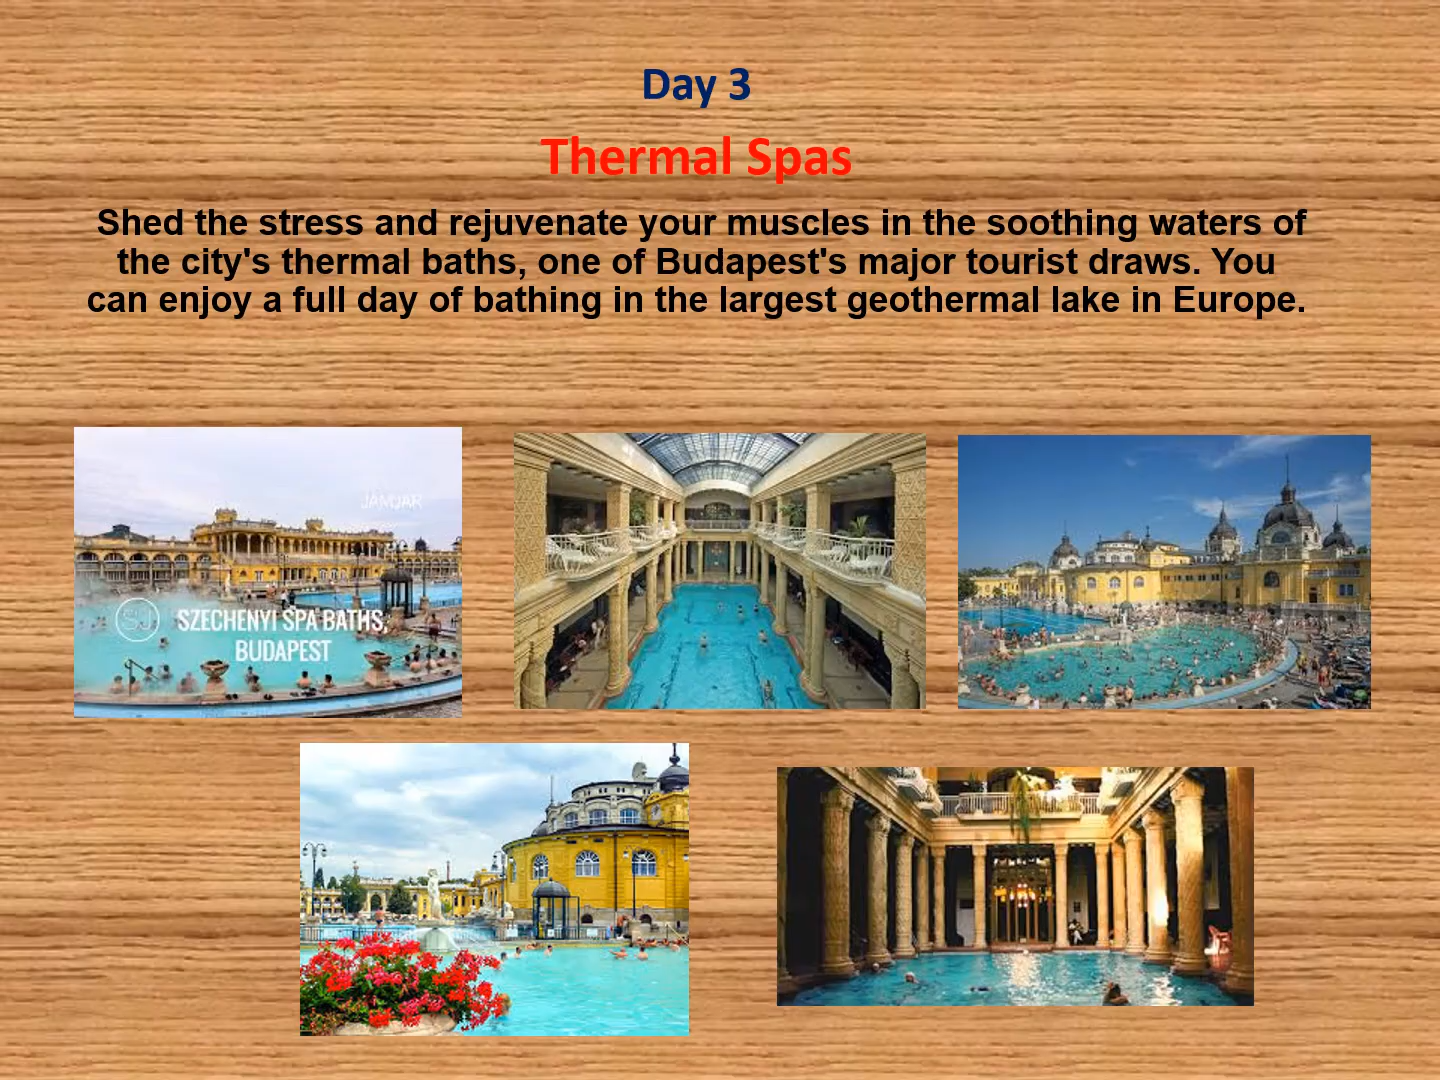 Day 3
Thermal Spas
Shed the stress and rejuvenate your muscles in the soothing waters of
the city's thermal baths, one of Budapest's major tourist draws. You
can enjoy a full day of bathing in the largest geothermal lake in Europe.
JAMJAR
SJ
SZECHENYI SPA BATHS,
BUDAPEST